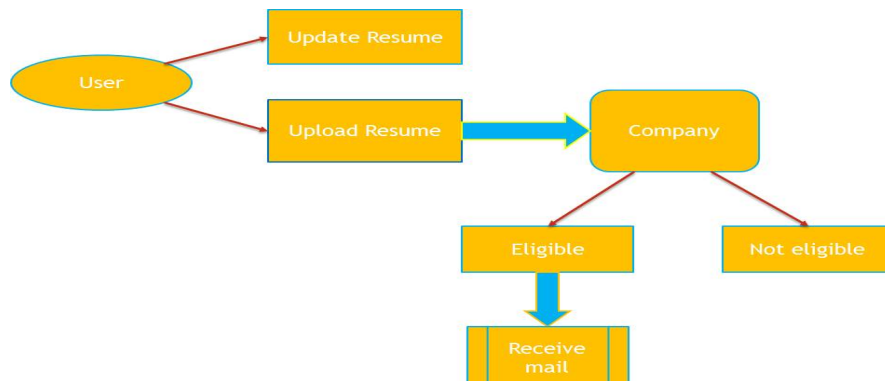 Update Resume
User
Upload Resume
Company
Eligible
Not eligible
Receive
mail